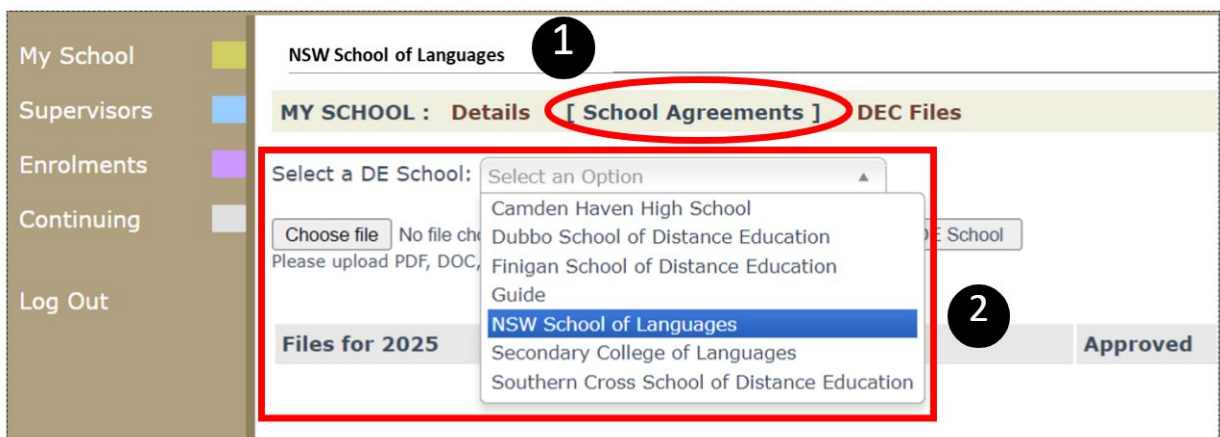 My School
Supervisors
Enrolments
Continuing
Log Out
NSW School of Languages
1
MY SCHOOL : Details [ School Agreements ] DEC Files
Select a DE School: Select an Option
Camden Haven High School
Dubbo School of Distance Education
Finigan School of Distance Education
Guide
NSW School of Languages
Secondary College of Languages
Southern Cross School of Distance Education
Choose file No file DE School
Please upload PDF, DOC,
2
Files for 2025 Approved